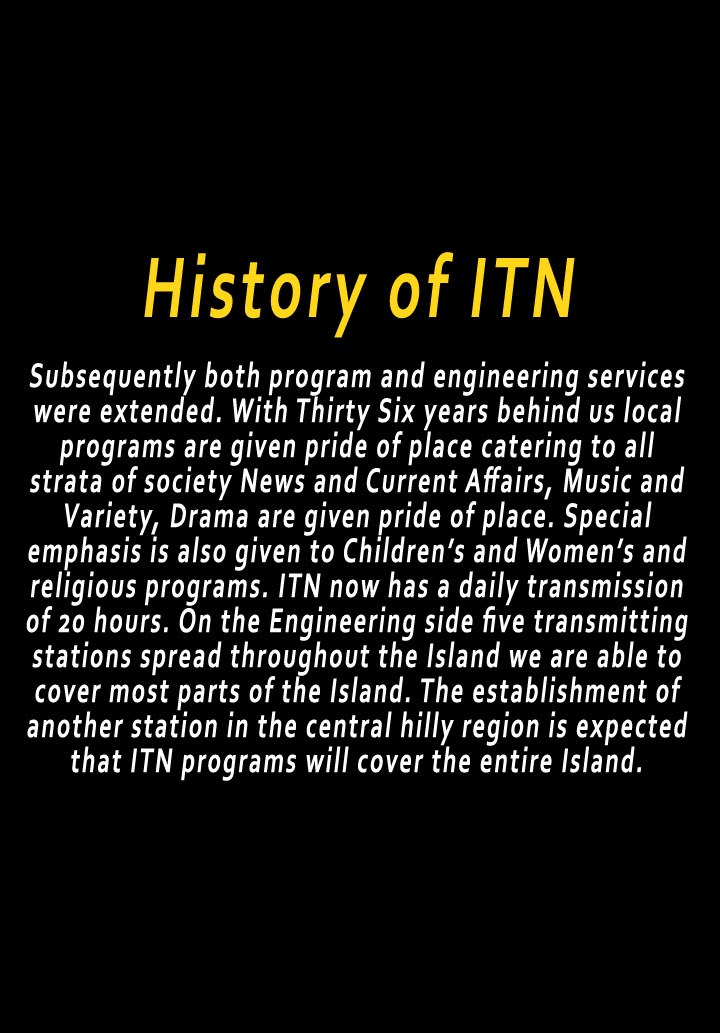 History of ITN
Subsequently both program and engineering services
were extended. With Thirty Six years behind us local
programs are given pride of place catering to all
strata of society News and Current Affairs, Music and
Variety, Drama are given pride of place. Special
emphasis is also given to Children's and Women's and
religious programs. ITN now has a daily transmission
of 20 hours. On the Engineering side five transmitting
stations spread throughout the Island we are able to
cover most parts of the Island. The establishment of
another station in the central hilly region is expected
that ITN programs will cover the entire Island.